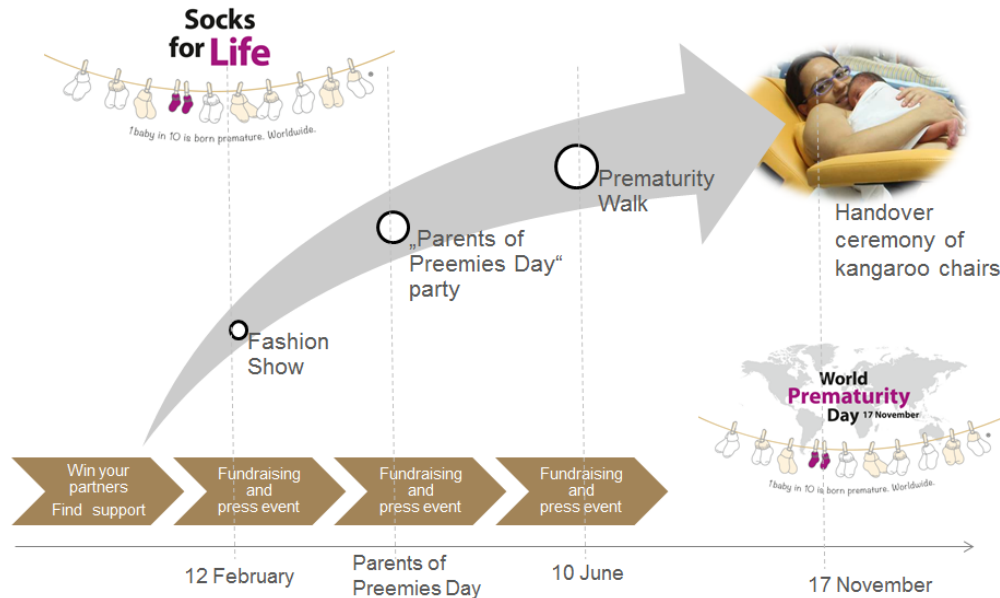 Socks
for Life
1 baby in 10 is born premature. Worldwide.
Prematurity
Walk
„Parents of
Preemies Day“
party
Fashion
Show
Handover
ceremony of
kangaroo chairs
World
Prematurity
Day 17 November
1 baby in 10 is born premature. Worldwide.
Win your
partners
Find support
Fundraising
and
press event
Fundraising
and
press event
Fundraising
and
press event
12 February
Parents of
Preemies Day
10 June
17 November